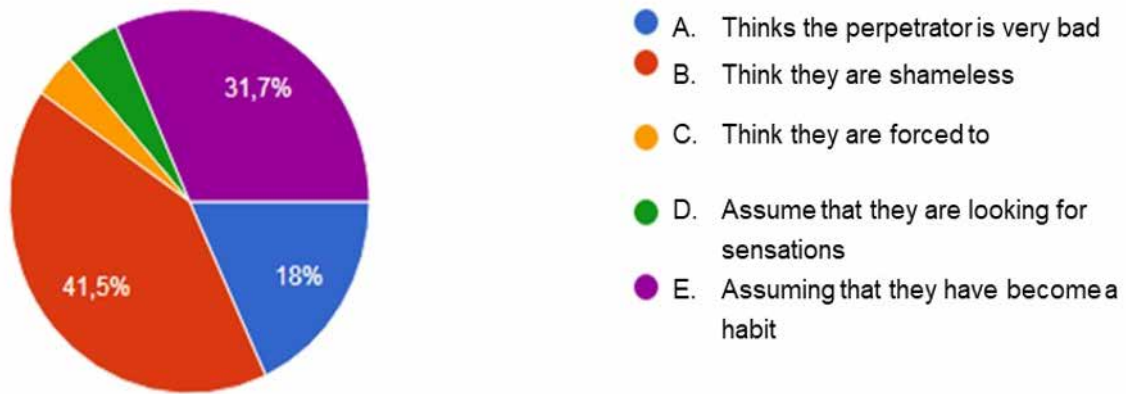 31,7%
41,5%
18%
A. Thinks the perpetrator is very bad
B. Think they are shameless
C. Think they are forced to
D. Assume that they are looking for
sensations
E. Assuming that they have become a
habit